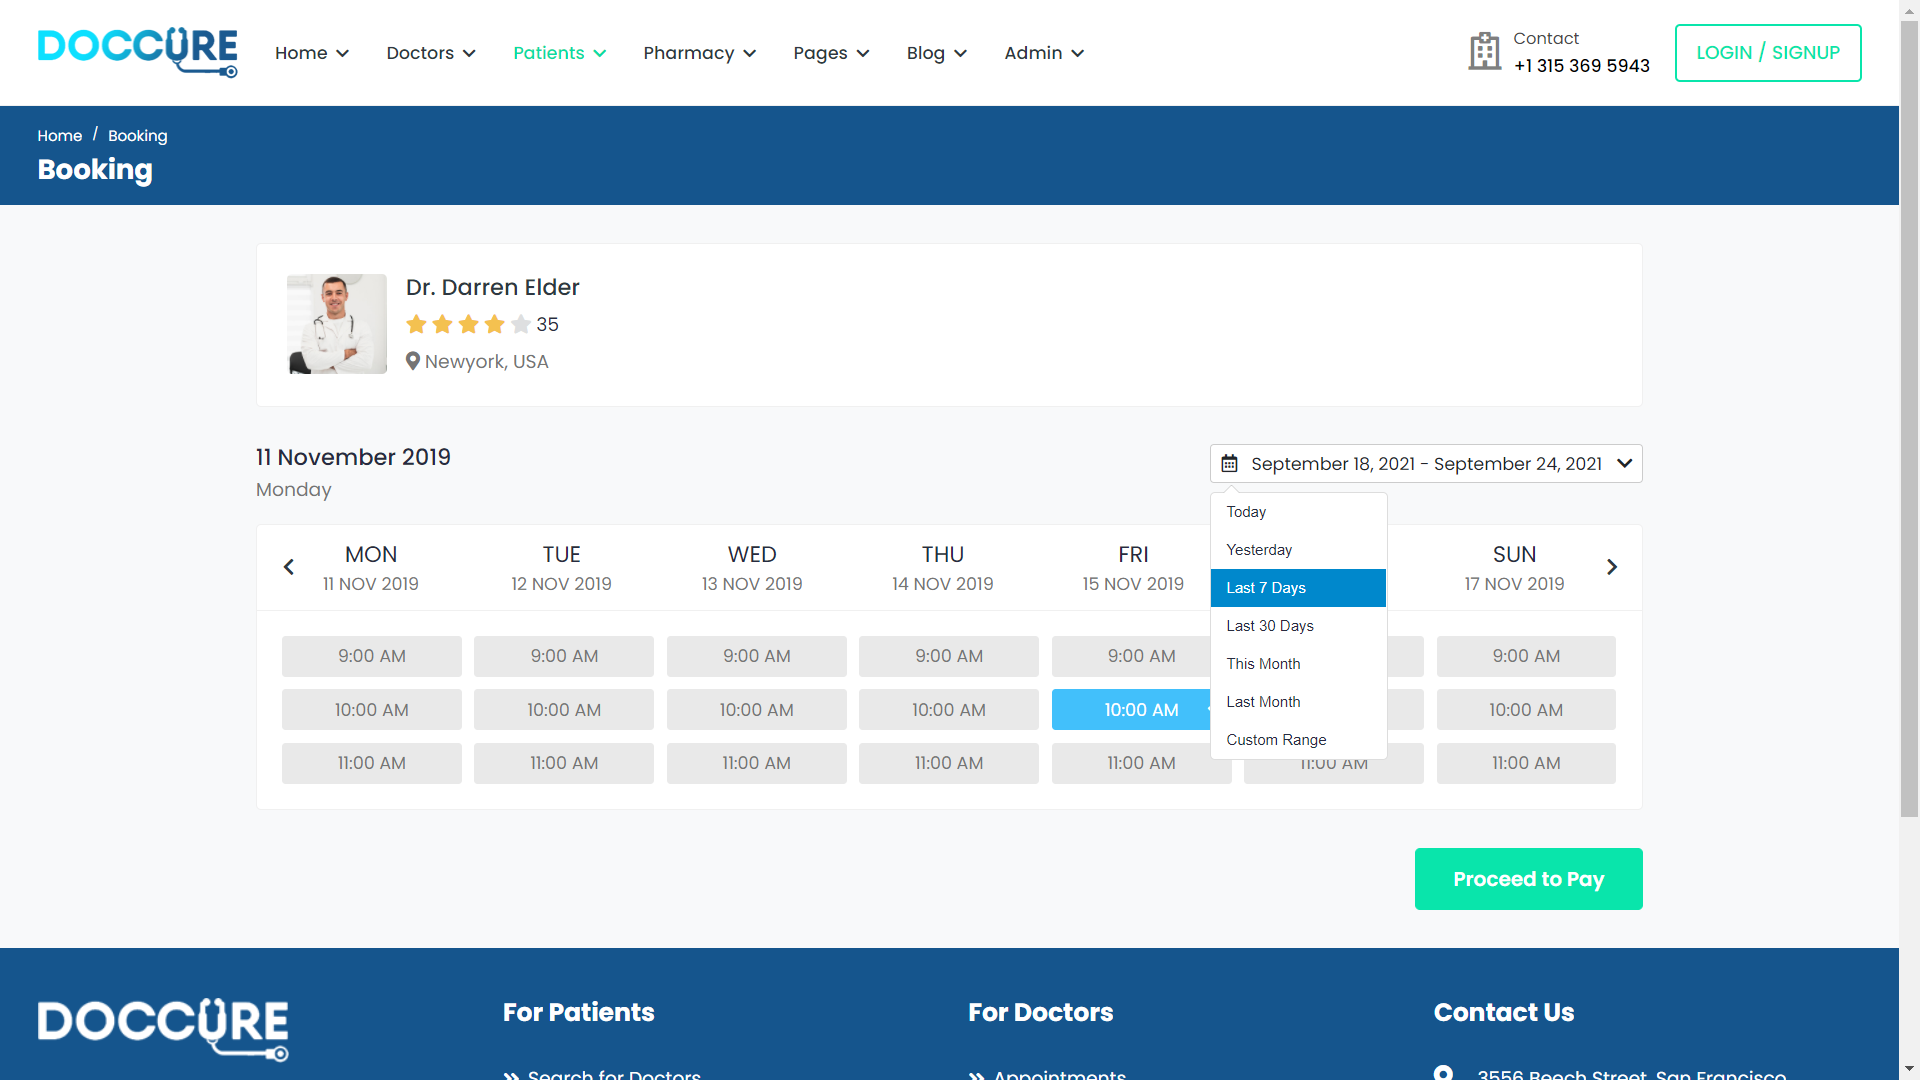 DOCCURE
Home
Doctors
Patients
Pharmacy
Pages
Blog
Admin
Contact
+1 315 369 5943
LOGIN / SIGNUP
Home / Booking
Booking
Dr. Darren Elder
35
Newyork, USA
11 November 2019
Monday
September 18, 2021 - September 24, 2021
Today
Yesterday
Last 7 Days
Last 30 Days
This Month
Last Month
Custom Range
MON TUE WED THU FRI SUN
11 NOV 2019 12 NOV 2019 13 NOV 2019 14 NOV 2019 15 NOV 2019 17 NOV 2019
9:00 AM 9:00 AM 9:00 AM 9:00 AM 9:00 AM 9:00 AM
10:00 AM 10:00 AM 10:00 AM 10:00 AM 10:00 AM 10:00 AM
11:00 AM 11:00 AM 11:00 AM 11:00 AM 11:00 AM 11:00 AM 11:00 AM
Proceed to Pay
DOCCURE
For Patients
Search for Doctors
For Doctors
Appointments
Contact Us
3556 Beech Street, San Francisco